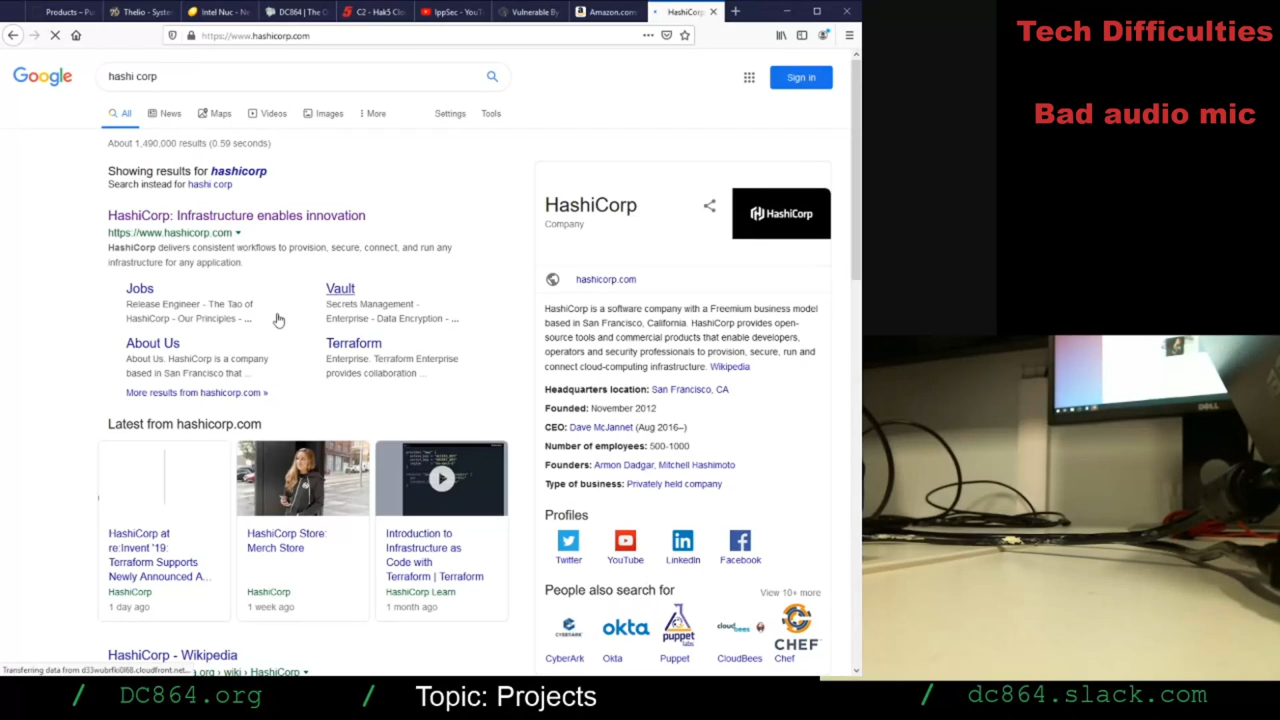 Products – Pu
Thelio - Syster
Intel Nuc - Ne
DC864 | The O
C2 - Hak5 Clo
IppSec - YouT
Vulnerable By
Amazon.com
HashiCorp:
https://www.hashicorp.com
Google
hashi corp
Sign in
All
News
Maps
Videos
Images
More
Settings
Tools
About 1,490,000 results (0.59 seconds)
Showing results for hashicorp
Search instead for hashi corp
HashiCorp: Infrastructure enables innovation
https://www.hashicorp.com
HashiCorp delivers consistent workflows to provision, secure, connect, and run any
infrastructure for any application.
Jobs
Release Engineer - The Tao of
HashiCorp - Our Principles - ...
Vault
Secrets Management -
Enterprise - Data Encryption - ...
About Us
About Us. HashiCorp is a company
based in San Francisco that ...
Terraform
Enterprise. Terraform Enterprise
provides collaboration ...
More results from hashicorp.com »
Latest from hashicorp.com
HashiCorp at
re:Invent '19:
Terraform Supports
Newly Announced A...
HashiCorp
1 day ago
HashiCorp Store:
Merch Store
HashiCorp
1 week ago
Introduction to
Infrastructure as
Code with
Terraform | Terraform
HashiCorp Learn
1 month ago
HashiCorp - Wikipedia
.org › wiki › HashiCorp
Transferring data from d33wubrfki0l68.cloudfront.net...
HashiCorp
Company
HashiCorp
hashicorp.com
HashiCorp is a software company with a Freemium business model
based in San Francisco, California. HashiCorp provides open-
source tools and commercial products that enable developers,
operators and security professionals to provision, secure, run and
connect cloud-computing infrastructure. Wikipedia
Headquarters location: San Francisco, CA
Founded: November 2012
CEO: Dave McJannet (Aug 2016–)
Number of employees: 500-1000
Founders: Armon Dadgar, Mitchell Hashimoto
Type of business: Privately held company
Profiles
Twitter
YouTube
LinkedIn
Facebook
People also search for
View 10+ more
CYBERARK
okta
puppet
labs
cloudbees
CHEF
CyberArk
Okta
Puppet
CloudBees
Chef
Tech Difficulties
Bad audio mic
DELL
/ DC864.org
/ Topic: Projects
/ dc864.slack.com